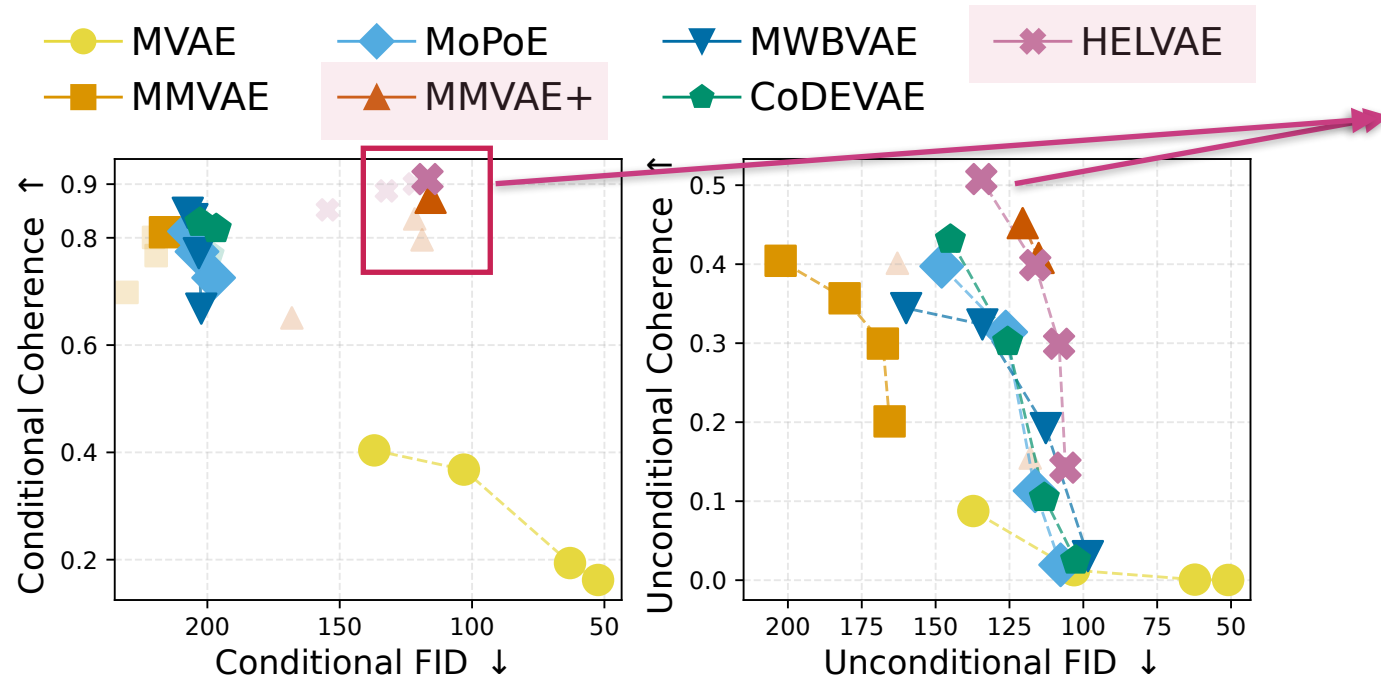 MVAE MoPoE MWBVAE HELVAE
MMVAE MMVAE+ CoDEVAE
Conditional Coherence ↑
0.9
0.8
0.6
0.4
0.2
200 150 100 50
Conditional FID ↓
Unconditional Coherence ↑
0.5
0.4
0.3
0.2
0.1
0.0
200 175 150 125 100 75 50
Unconditional FID ↓